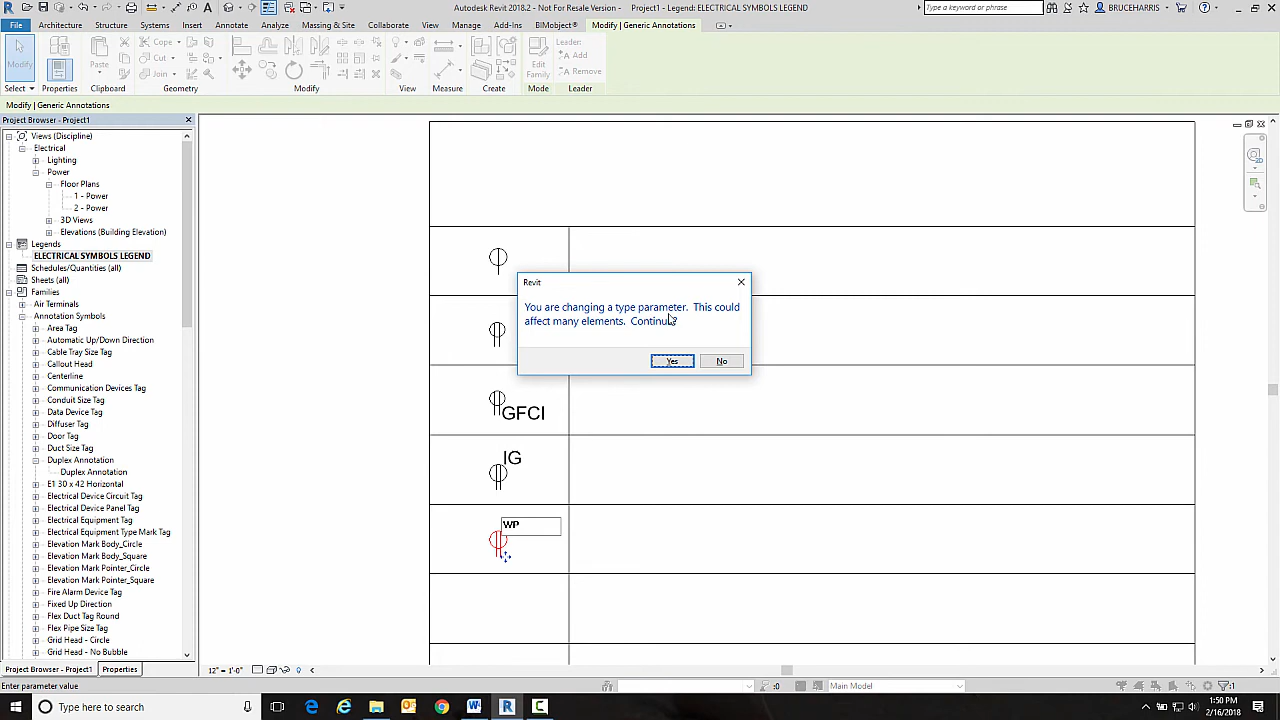 Autodesk Revit 2018.2 - Not For Resale Version - Project1 - Legend: ELECTRICAL SYMBOLS LEGEND
Type a keyword or phrase
BRUCEHARRIS
File Architecture Structure Systems Insert Annotate Analyze Massing & Site Collaborate View Manage Add-Ins BIMobject® Modify | Generic Annotations
Leader:
Cope
Add
Cut
Modify
Paste
Join
Edit Family
Remove
Select Properties Clipboard Geometry Modify View Measure Create Mode Leader
Modify | Generic Annotations
Project Browser - Project1
Views (Discipline)
Electrical
Lighting
Power
Floor Plans
1 - Power
2 - Power
3D Views
Elevations (Building Elevation)
Legends
ELECTRICAL SYMBOLS LEGEND
Schedules/Quantities (all)
Sheets (all)
Families
Air Terminals
Annotation Symbols
Area Tag
Automatic Up/Down Direction
Cable Tray Size Tag
Callout Head
Centerline
Communication Devices Tag
Conduit Size Tag
Data Device Tag
Diffuser Tag
Door Tag
Duct Size Tag
Duplex Annotation
Duplex Annotation
E1 30 x 42 Horizontal
Electrical Device Circuit Tag
Electrical Device Panel Tag
Electrical Equipment Tag
Electrical Equipment Type Mark Tag
Elevation Mark Body_Circle
Elevation Mark Body_Square
Elevation Mark Pointer_Circle
Elevation Mark Pointer_Square
Fire Alarm Device Tag
Fixed Up Direction
Flex Duct Tag Round
Flex Pipe Size Tag
Grid Head - Circle
Grid Head - No Bubble
Project Browser - Project1 Properties
Revit
You are changing a type parameter. This could
affect many elements. Continue?
Yes No
GFCI
IG
WP
12" = 1'-0"
Enter parameter value
:0
Main Model
:1
Type here to search
1:50 PM
2/16/2018